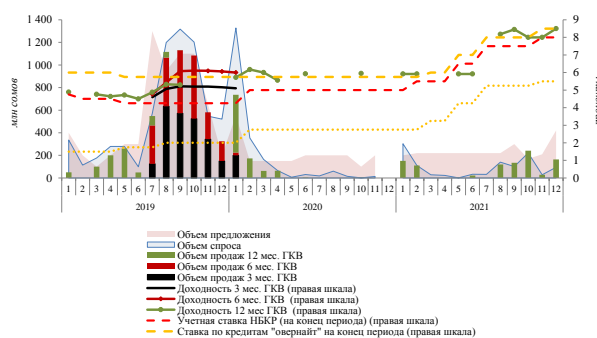 1 400
1 200
1 000
800
600
400
200
0
млн сомов
9
8
7
6
5
4
3
2
1
0
проценты
1 2 3 4 5 6 7 8 9 10 11 12 1 2 3 4 5 6 7 8 9 10 11 12 1 2 3 4 5 6 7 8 9 10 11 12
2019 2020 2021
Объем предложения
Объем спроса
Объем продаж 12 мес. ГКВ
Объем продаж 6 мес. ГКВ
Объем продаж 3 мес. ГКВ
Доходность 3 мес. ГКВ (правая шкала)
Доходность 6 мес. ГКВ (правая шкала)
Доходность 12 мес ГКВ (правая шкала)
Учетная ставка НБКР (на конец периода) (правая шкала)
Ставка по кредитам "овернайт" на конец периода (правая шкала)